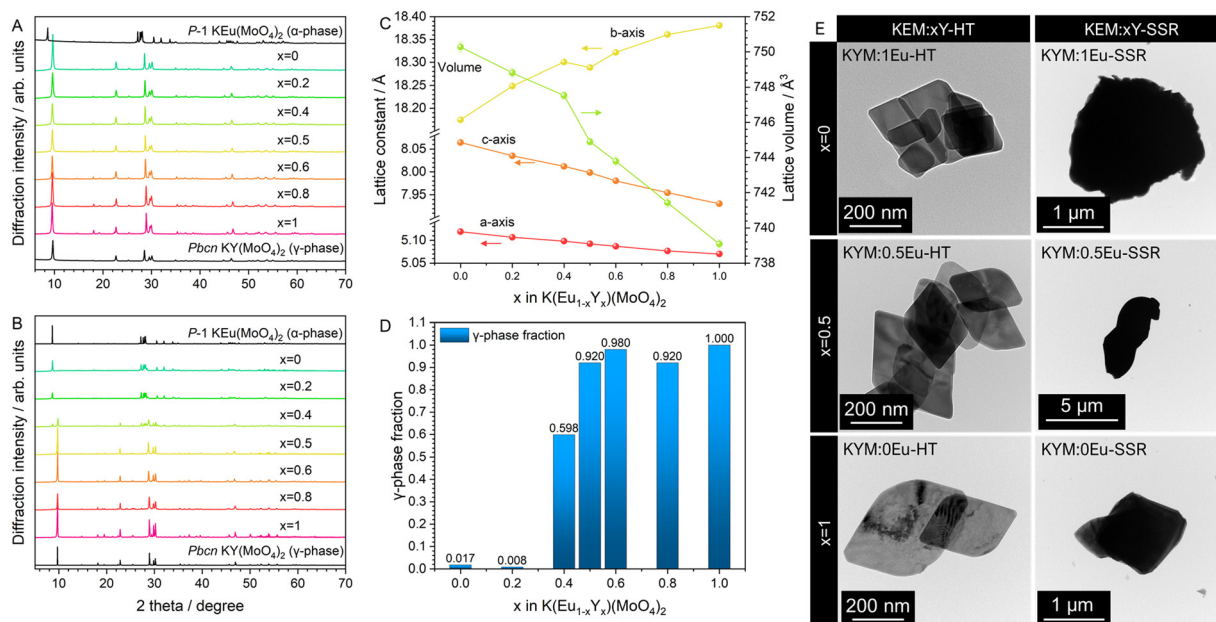 A
Diffraction intensity / arb. units
P-1 KEu(MoO₄)₂ (α-phase)
x=0
x=0.2
x=0.4
x=0.5
x=0.6
x=0.8
x=1
Pbcn KY(MoO₄)₂ (γ-phase)
10 20 30 40 50 60 70
B
Diffraction intensity / arb. units
P-1 KEu(MoO₄)₂ (α-phase)
x=0
x=0.2
x=0.4
x=0.5
x=0.6
x=0.8
x=1
Pbcn KY(MoO₄)₂ (γ-phase)
10 20 30 40 50 60 70
2 theta / degree
C
Lattice constant / Å
18.40
18.35
18.30
18.25
18.20
8.05
8.00
7.95
5.10
5.05
b-axis
Volume
c-axis
a-axis
752
750
748
746
744
742
740
738
Lattice volume / Å³
0.0 0.2 0.4 0.6 0.8 1.0
x in K(Eu₁₋ₓYₓ)(MoO₄)₂
D
γ-phase fraction
1.1
1.0
0.9
0.8
0.7
0.6
0.5
0.4
0.3
0.2
0.1
0.0
γ-phase fraction
0.017
0.008
0.598
0.920
0.980
0.920
1.000
0.0 0.2 0.4 0.6 0.8 1.0
x in K(Eu₁₋ₓYₓ)(MoO₄)₂
E
KEM:xY-HT KEM:xY-SSR
x=0
KYM:1Eu-HT
200 nm
KYM:1Eu-SSR
1 µm
x=0.5
KYM:0.5Eu-HT
200 nm
KYM:0.5Eu-SSR
5 µm
x=1
KYM:0Eu-HT
200 nm
KYM:0Eu-SSR
1 µm